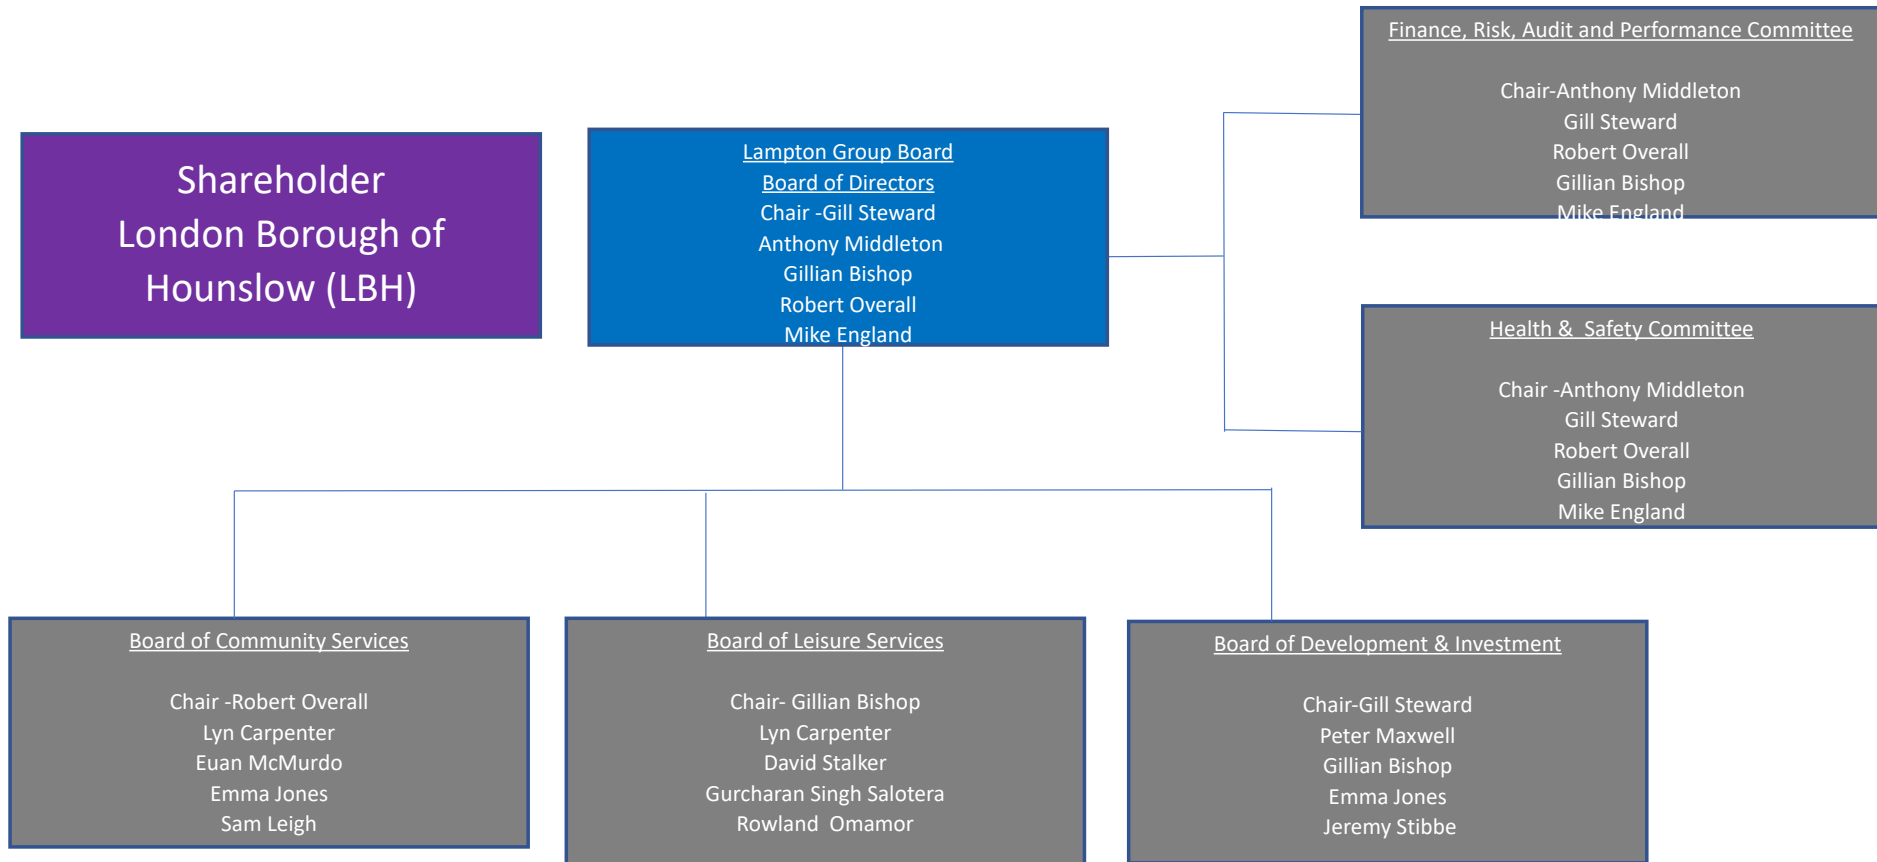 Shareholder
London Borough of
Hounslow (LBH)
Lampton Group Board
Board of Directors
Chair -Gill Steward
Anthony Middleton
Gillian Bishop
Robert Overall
Mike England
Finance, Risk, Audit and Performance Committee
Chair-Anthony Middleton
Gill Steward
Robert Overall
Gillian Bishop
Mike England
Health &  Safety Committee
Chair -Anthony Middleton
Gill Steward
Robert Overall
Gillian Bishop
Mike England
Board of Community Services
Chair -Robert Overall
Lyn Carpenter
Euan McMurdo
Emma Jones
Sam Leigh
Board of Leisure Services
Chair- Gillian Bishop
Lyn Carpenter
David Stalker
Gurcharan Singh Salotera
Rowland  Omamor
Board of Development & Investment
Chair-Gill Steward
Peter Maxwell
Gillian Bishop
Emma Jones
Jeremy Stibbe